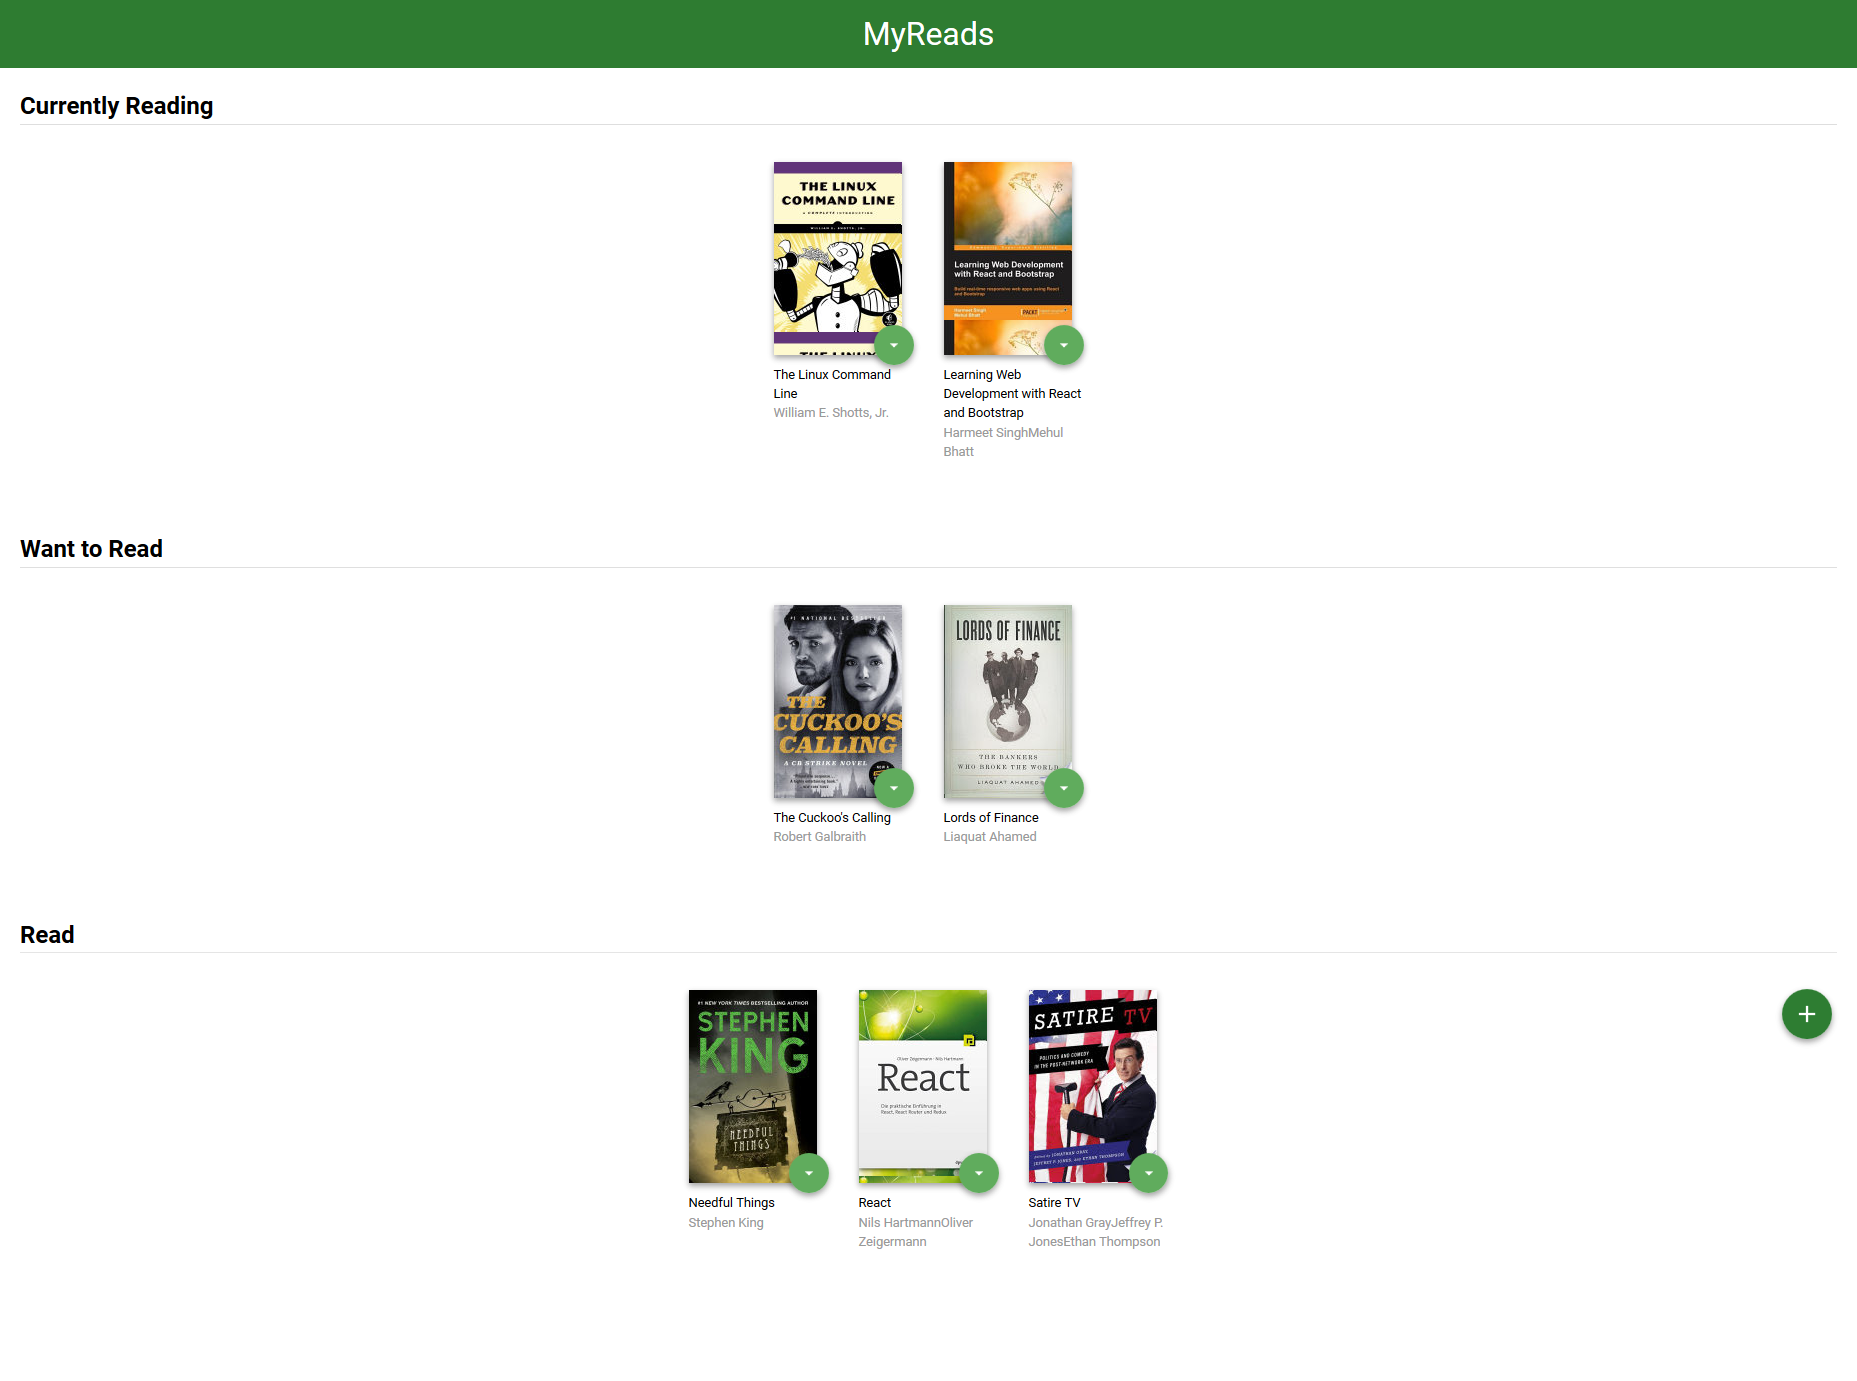 MyReads
Currently Reading
THE LINUX
COMMAND LINE
A COMPLETE INTRODUCTION
WILLIAM E. SHOTTS, JR.
THE LINUX
Learning Web Development
with React and Bootstrap
Build real-time responsive web apps using React
and Bootstrap
Harmeet Singh
Mehul Bhatt
PACKT
The Linux Command
Line
William E. Shotts, Jr.
Learning Web
Development with React
and Bootstrap
Harmeet SinghMehul
Bhatt
Want to Read
#1 NATIONAL BESTSELLER
THE
CUCKOO'S
CALLING
A CB STRIKE NOVEL
LORDS OF FINANCE
THE BANKERS
WHO BROKE THE WORLD
LIAQUAT AHAMED
The Cuckoo's Calling
Robert Galbraith
Lords of Finance
Liaquat Ahamed
Read
#1 NEW YORK TIMES BESTSELLING AUTHOR
STEPHEN
KING
NEEDFUL
THINGS
Oliver Zeigermann · Nils Hartmann
React
Die praktische Einführung in
React, React Router und Redux
SATIRE TV
POLITICS AND COMEDY
IN THE POST-NETWORK ERA
Edited by JONATHAN GRAY,
JEFFREY P. JONES, and ETHAN THOMPSON
Needful Things
Stephen King
React
Nils HartmannOliver
Zeigermann
Satire TV
Jonathan GrayJeffrey P.
JonesEthan Thompson